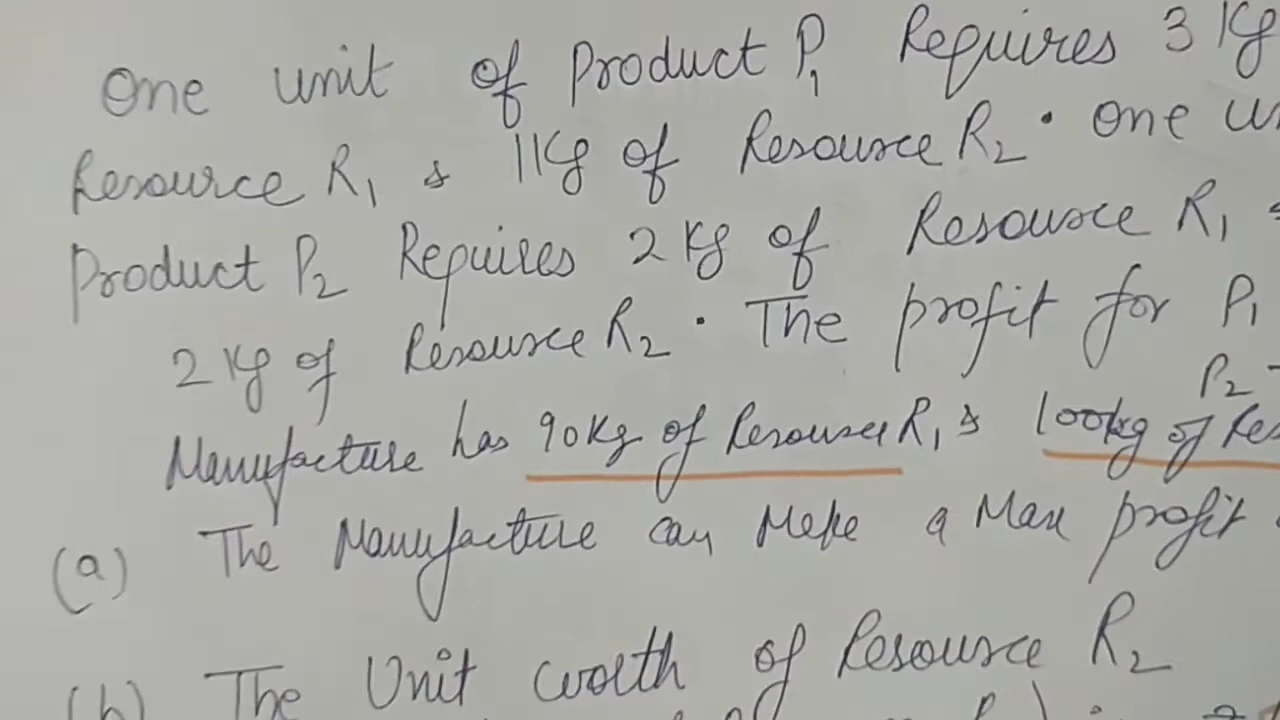 One unit of Product P1 Requires 3 Kg
Resource R1 & 1Kg of Resource R2. One un
Product P2 Requires 2 Kg of Resource R1 &
2 Kg of Resource R2. The profit for P1
P2
Manufacture has 90Kg of Resource R1 & 100kg of Res
(a) The Manufacture can Make a Max profit
(b) The Unit worth of Resource R2